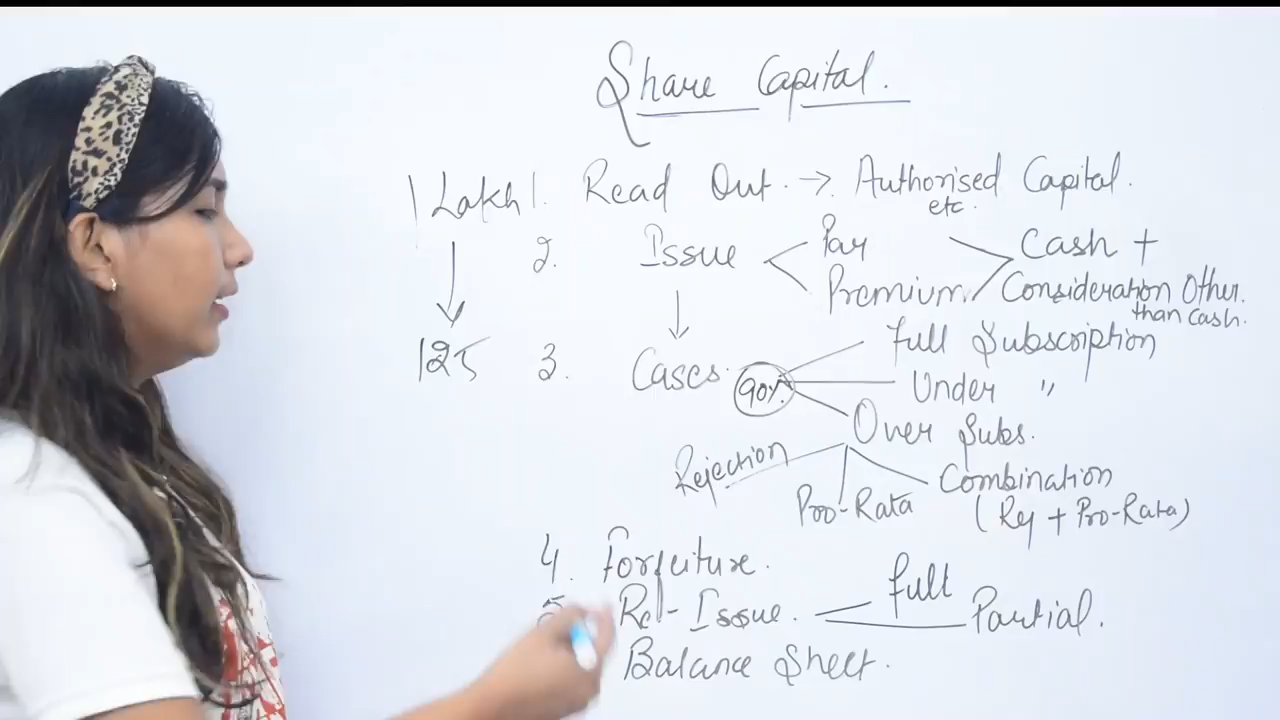 Share Capital.
1 Lakh 1. Read Out. → Authorised Capital.
etc.
2. Issue Par Cash +
Premium Consideration Other.
than Cash.
Full Subscription
125 3. Cases. 90% Under "
Over Subs.
Rejection
Pro-Rata Combination
(Rej + Pro-Rata)
4. Forfeiture.
5 Re-Issue. Full
Partial.
Balance Sheet.